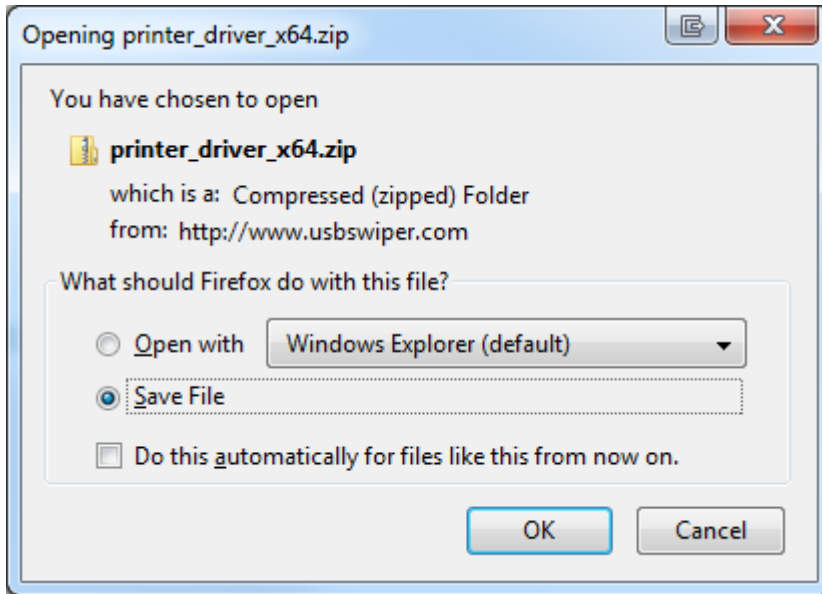 Opening printer_driver_x64.zip
You have chosen to open
printer_driver_x64.zip
which is a: Compressed (zipped) Folder
from: http://www.usbswiper.com
What should Firefox do with this file?
Open with Windows Explorer (default)
Save File
Do this automatically for files like this from now on.
OK Cancel